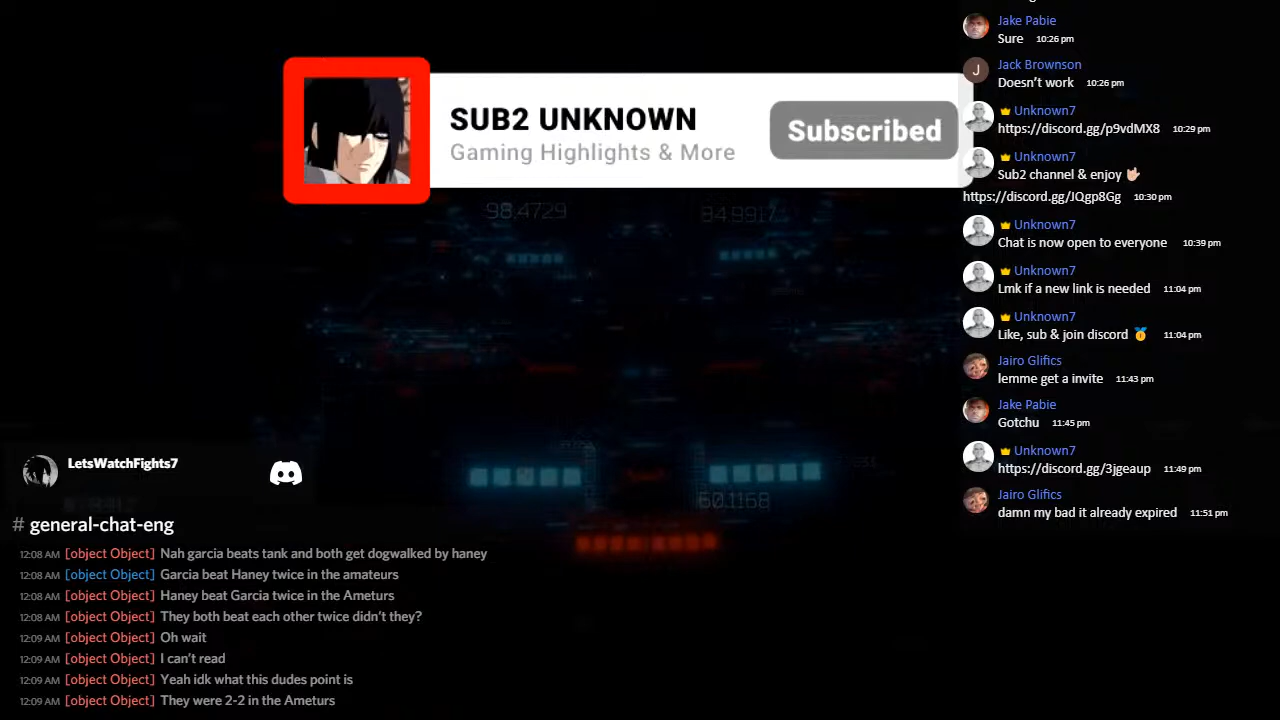 SUB2 UNKNOWN
Gaming Highlights & More
Subscribed
98.4729
84.9917
60.1168
LetsWatchFights7
# general-chat-eng
12:08 AM [object Object] Nah garcia beats tank and both get dogwalked by haney
12:08 AM [object Object] Garcia beat Haney twice in the amateurs
12:08 AM [object Object] Haney beat Garcia twice in the Ameturs
12:08 AM [object Object] They both beat each other twice didn't they?
12:09 AM [object Object] Oh wait
12:09 AM [object Object] I can't read
12:09 AM [object Object] Yeah idk what this dudes point is
12:09 AM [object Object] They were 2-2 in the Ameturs
Jake Pabie
Sure 10:26 pm
J
Jack Brownson
Doesn't work 10:26 pm
Unknown7
https://discord.gg/p9vdMX8 10:29 pm
Unknown7
Sub2 channel & enjoy 🤟🏻
https://discord.gg/JQgp8Gg 10:30 pm
Unknown7
Chat is now open to everyone 10:39 pm
Unknown7
Lmk if a new link is needed 11:04 pm
Unknown7
Like, sub & join discord 🥇 11:04 pm
Jairo Glifics
lemme get a invite 11:43 pm
Jake Pabie
Gotchu 11:45 pm
Unknown7
https://discord.gg/3jgeaup 11:49 pm
Jairo Glifics
damn my bad it already expired 11:51 pm